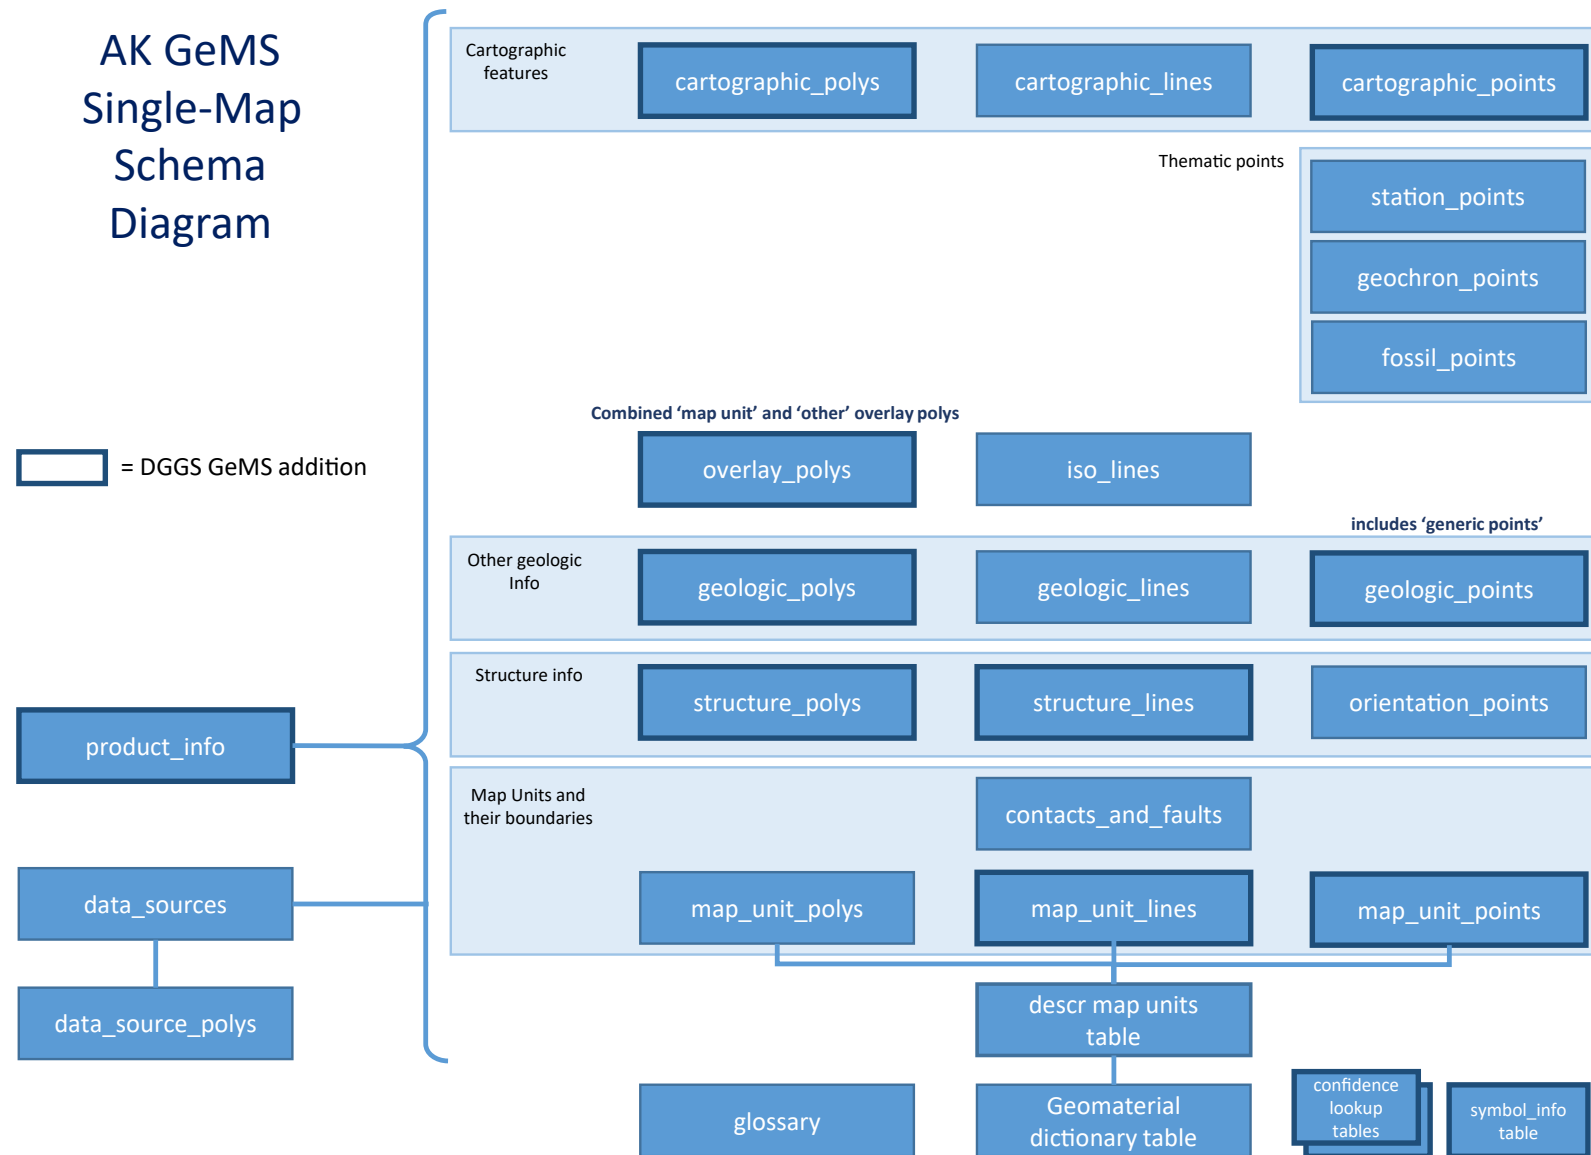 AK GeMS
Single-Map
Schema
Diagram
Cartographic
features
cartographic_polys
cartographic_lines
cartographic_points
Thematic points
station_points
geochron_points
fossil_points
Combined ‘map unit’ and ‘other’ overlay polys
overlay_polys
iso_lines
= DGGS GeMS addition
includes ‘generic points’
Other geologic
Info
geologic_polys
geologic_lines
geologic_points
Structure info
structure_polys
structure_lines
orientation_points
product_info
Map Units and
their boundaries
contacts_and_faults
data_sources
map_unit_polys
map_unit_lines
map_unit_points
data_source_polys
descr map units
table
glossary
Geomaterial
dictionary table
confidence
lookup
tables
symbol_info
table